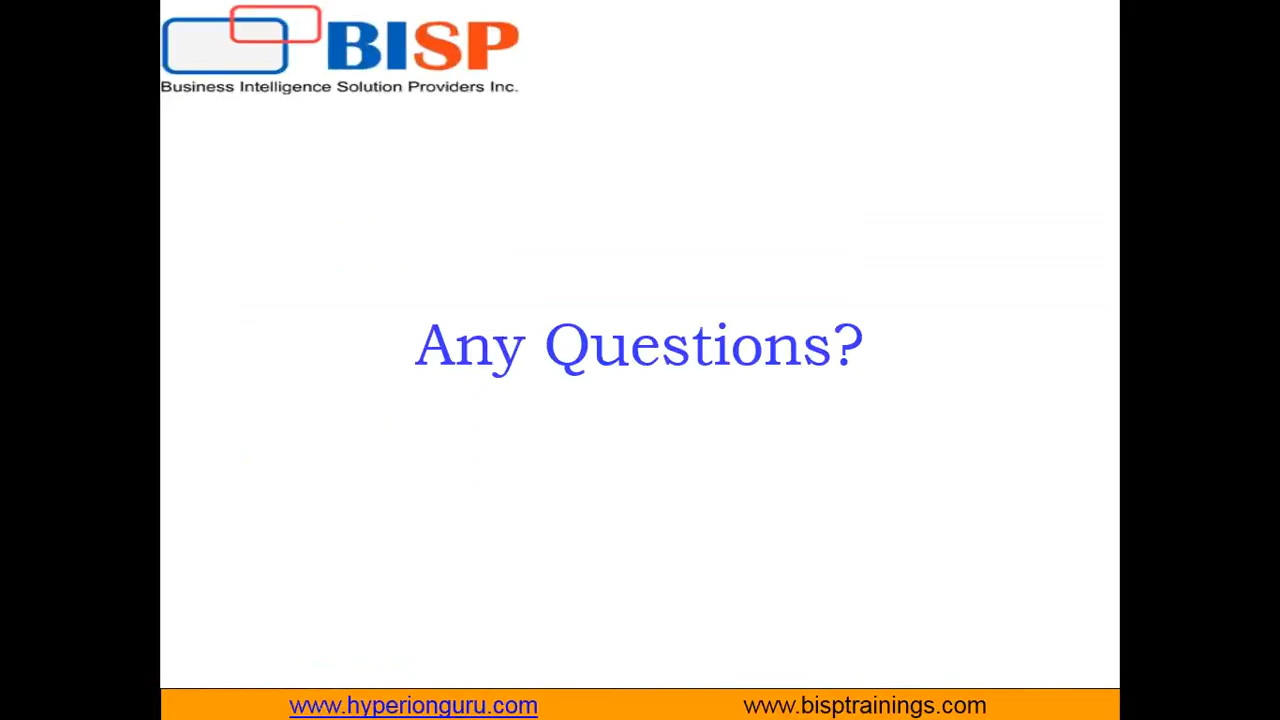 BISP
Business Intelligence Solution Providers Inc.
Any Questions?
www.hyperionguru.com www.bisptrainings.com